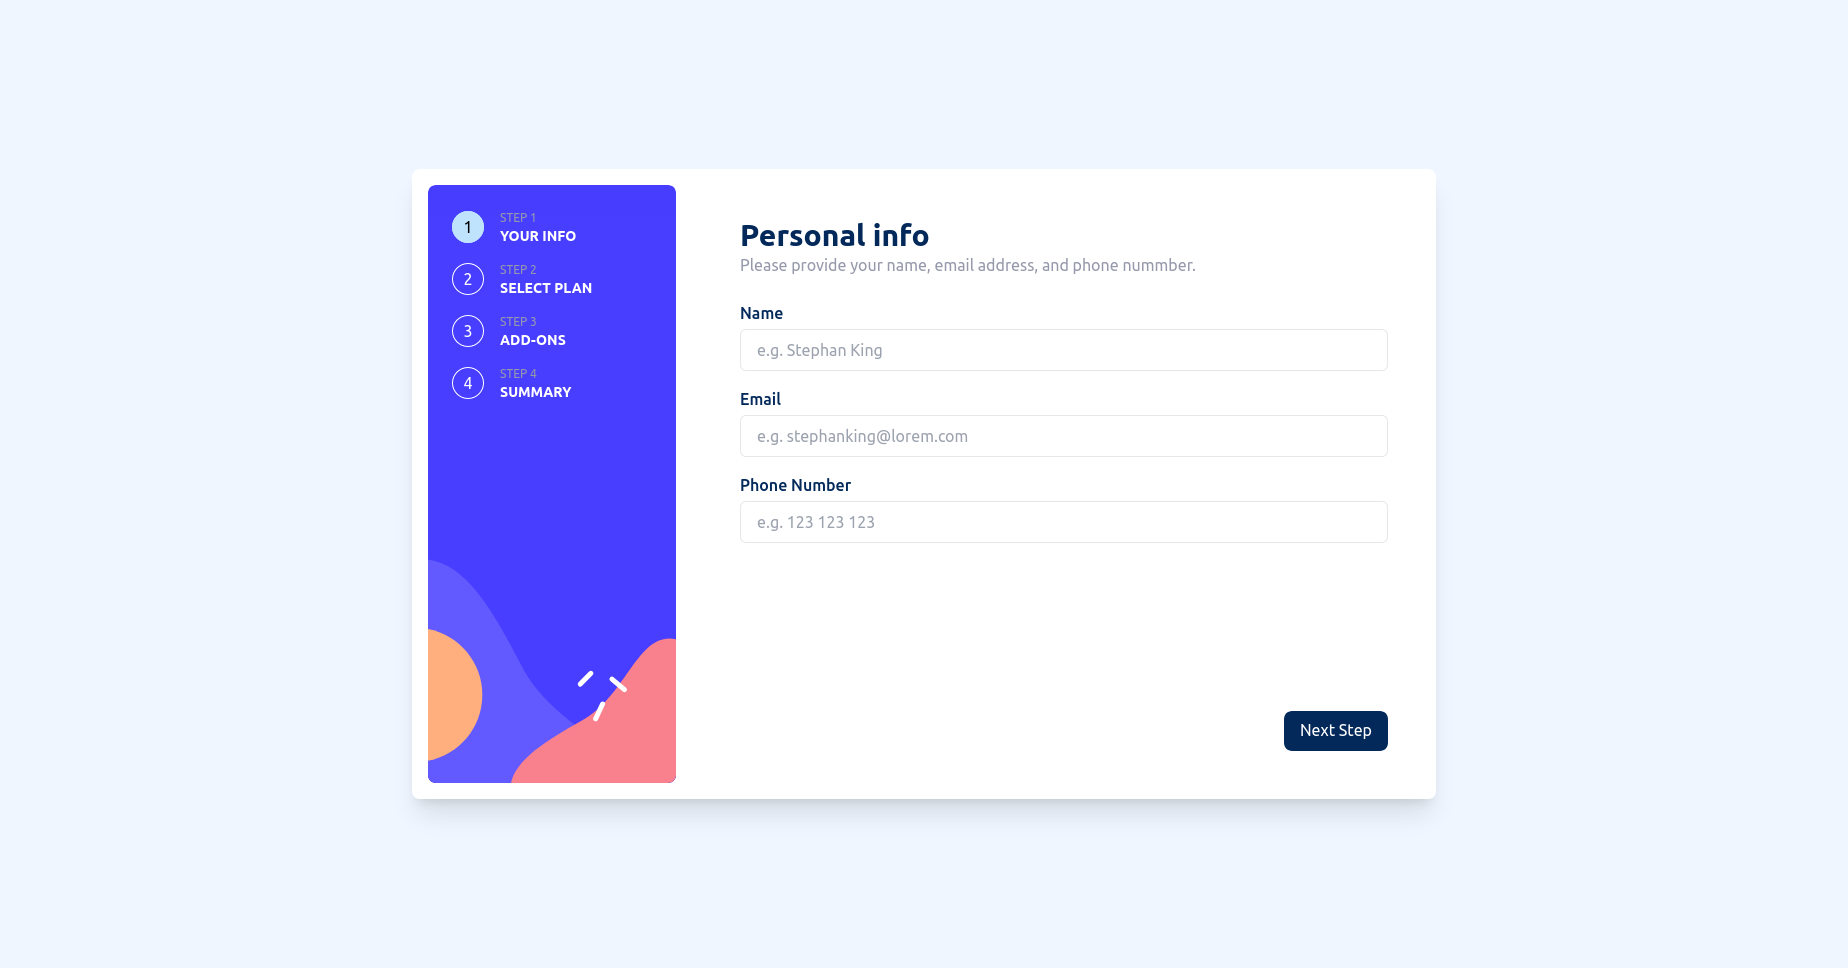 1
STEP 1
YOUR INFO
2
STEP 2
SELECT PLAN
3
STEP 3
ADD-ONS
4
STEP 4
SUMMARY
Personal info
Please provide your name, email address, and phone nummber.
Name
e.g. Stephan King
Email
e.g. stephanking@lorem.com
Phone Number
e.g. 123 123 123
Next Step